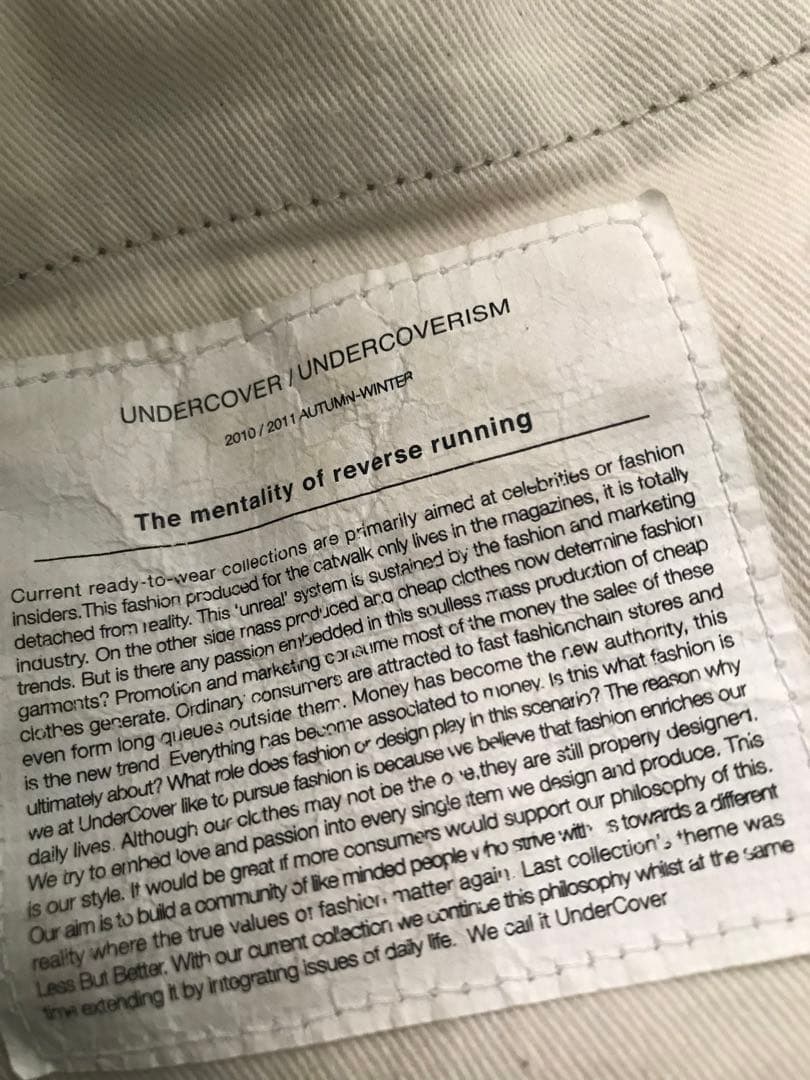 UNDERCOVER / UNDERCOVERISM
2010 / 2011 AUTUMN-WINTER
The mentality of reverse running
Current ready-to-wear collections are primarily aimed at celebrities or fashion
insiders.This fashion produced for the catwalk only lives in the magazines, it is totally
detached from reality. This 'unreal' system is sustained by the fashion and marketing
industry. On the other side mass produced and cheap clothes now determine fashion
trends. But is there any passion embedded in this soulless mass production of cheap
garments? Promotion and marketing consume most of the money the sales of these
clothes generate. Ordinary consumers are attracted to fast fashionchain stores and
even form long queues outside them. Money has become the new authority, this
is the new trend Everything has become associated to money. Is this what fashion is
ultimately about? What role does fashion or design play in this scenario? The reason why
we at UnderCover like to pursue fashion is because we believe that fashion enriches our
daily lives. Although our clothes may not be the they are still properly designed.
We try to embed love and passion into every single item we design and produce. This
is our style. It would be great if more consumers would support our philosophy of this.
Our aim is to build a community of like minded people who strive with towards a different
reality where the true values of fashion matter again. Last collection's theme was
Less But Better. With our current collection we continue this philosophy whilst at the same
time extending it by integrating issues of daily life. We call it UnderCover